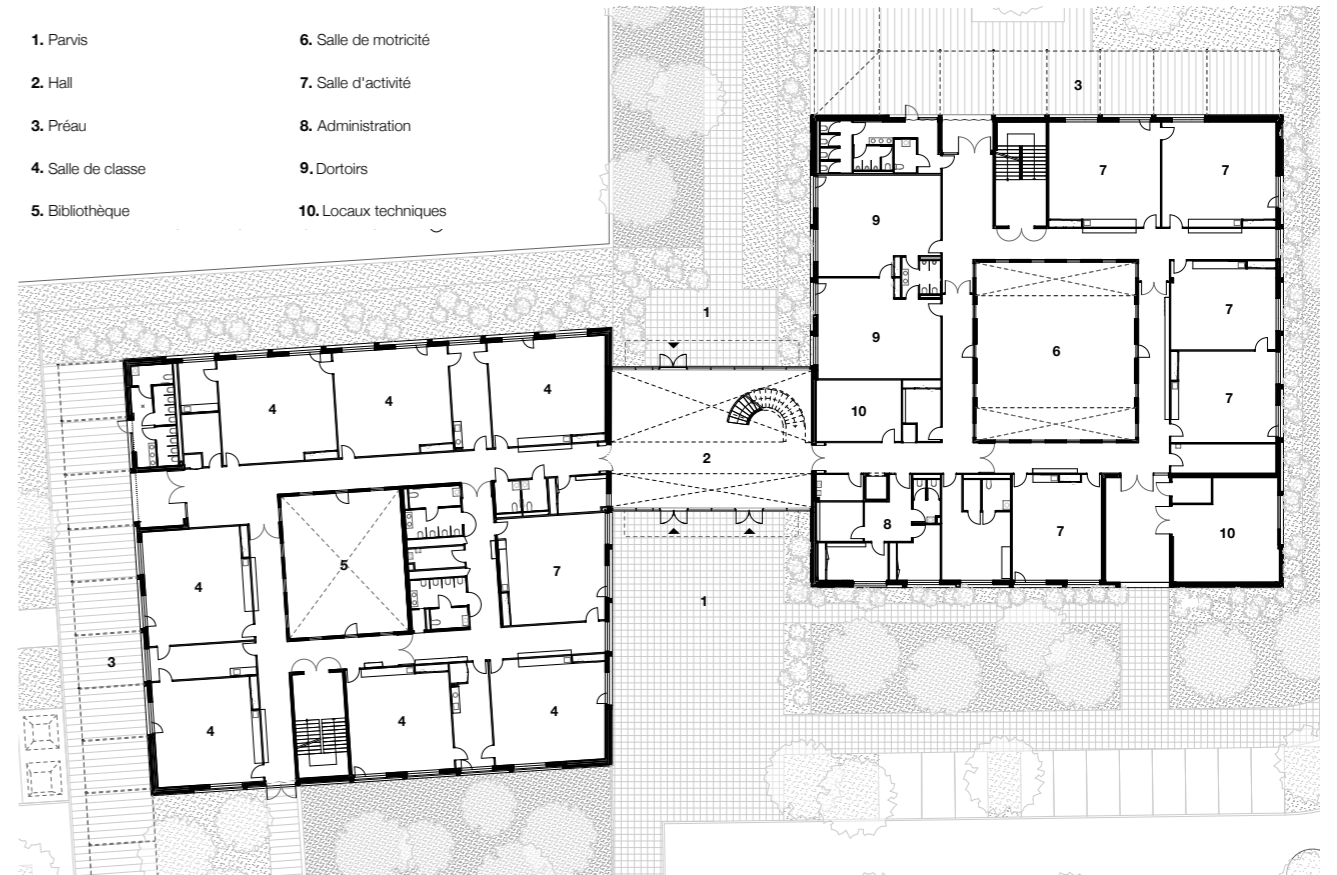 1. Parvis
2. Hall
3. Préau
4. Salle de classe
5. Bibliothèque
6. Salle de motricité
7. Salle d'activité
8. Administration
9. Dortoirs
10. Locaux techniques
3
7
7
9
7
1
6
9
7
4
4
4
10
2
8
7
10
5
7
4
1
3
4
4
4